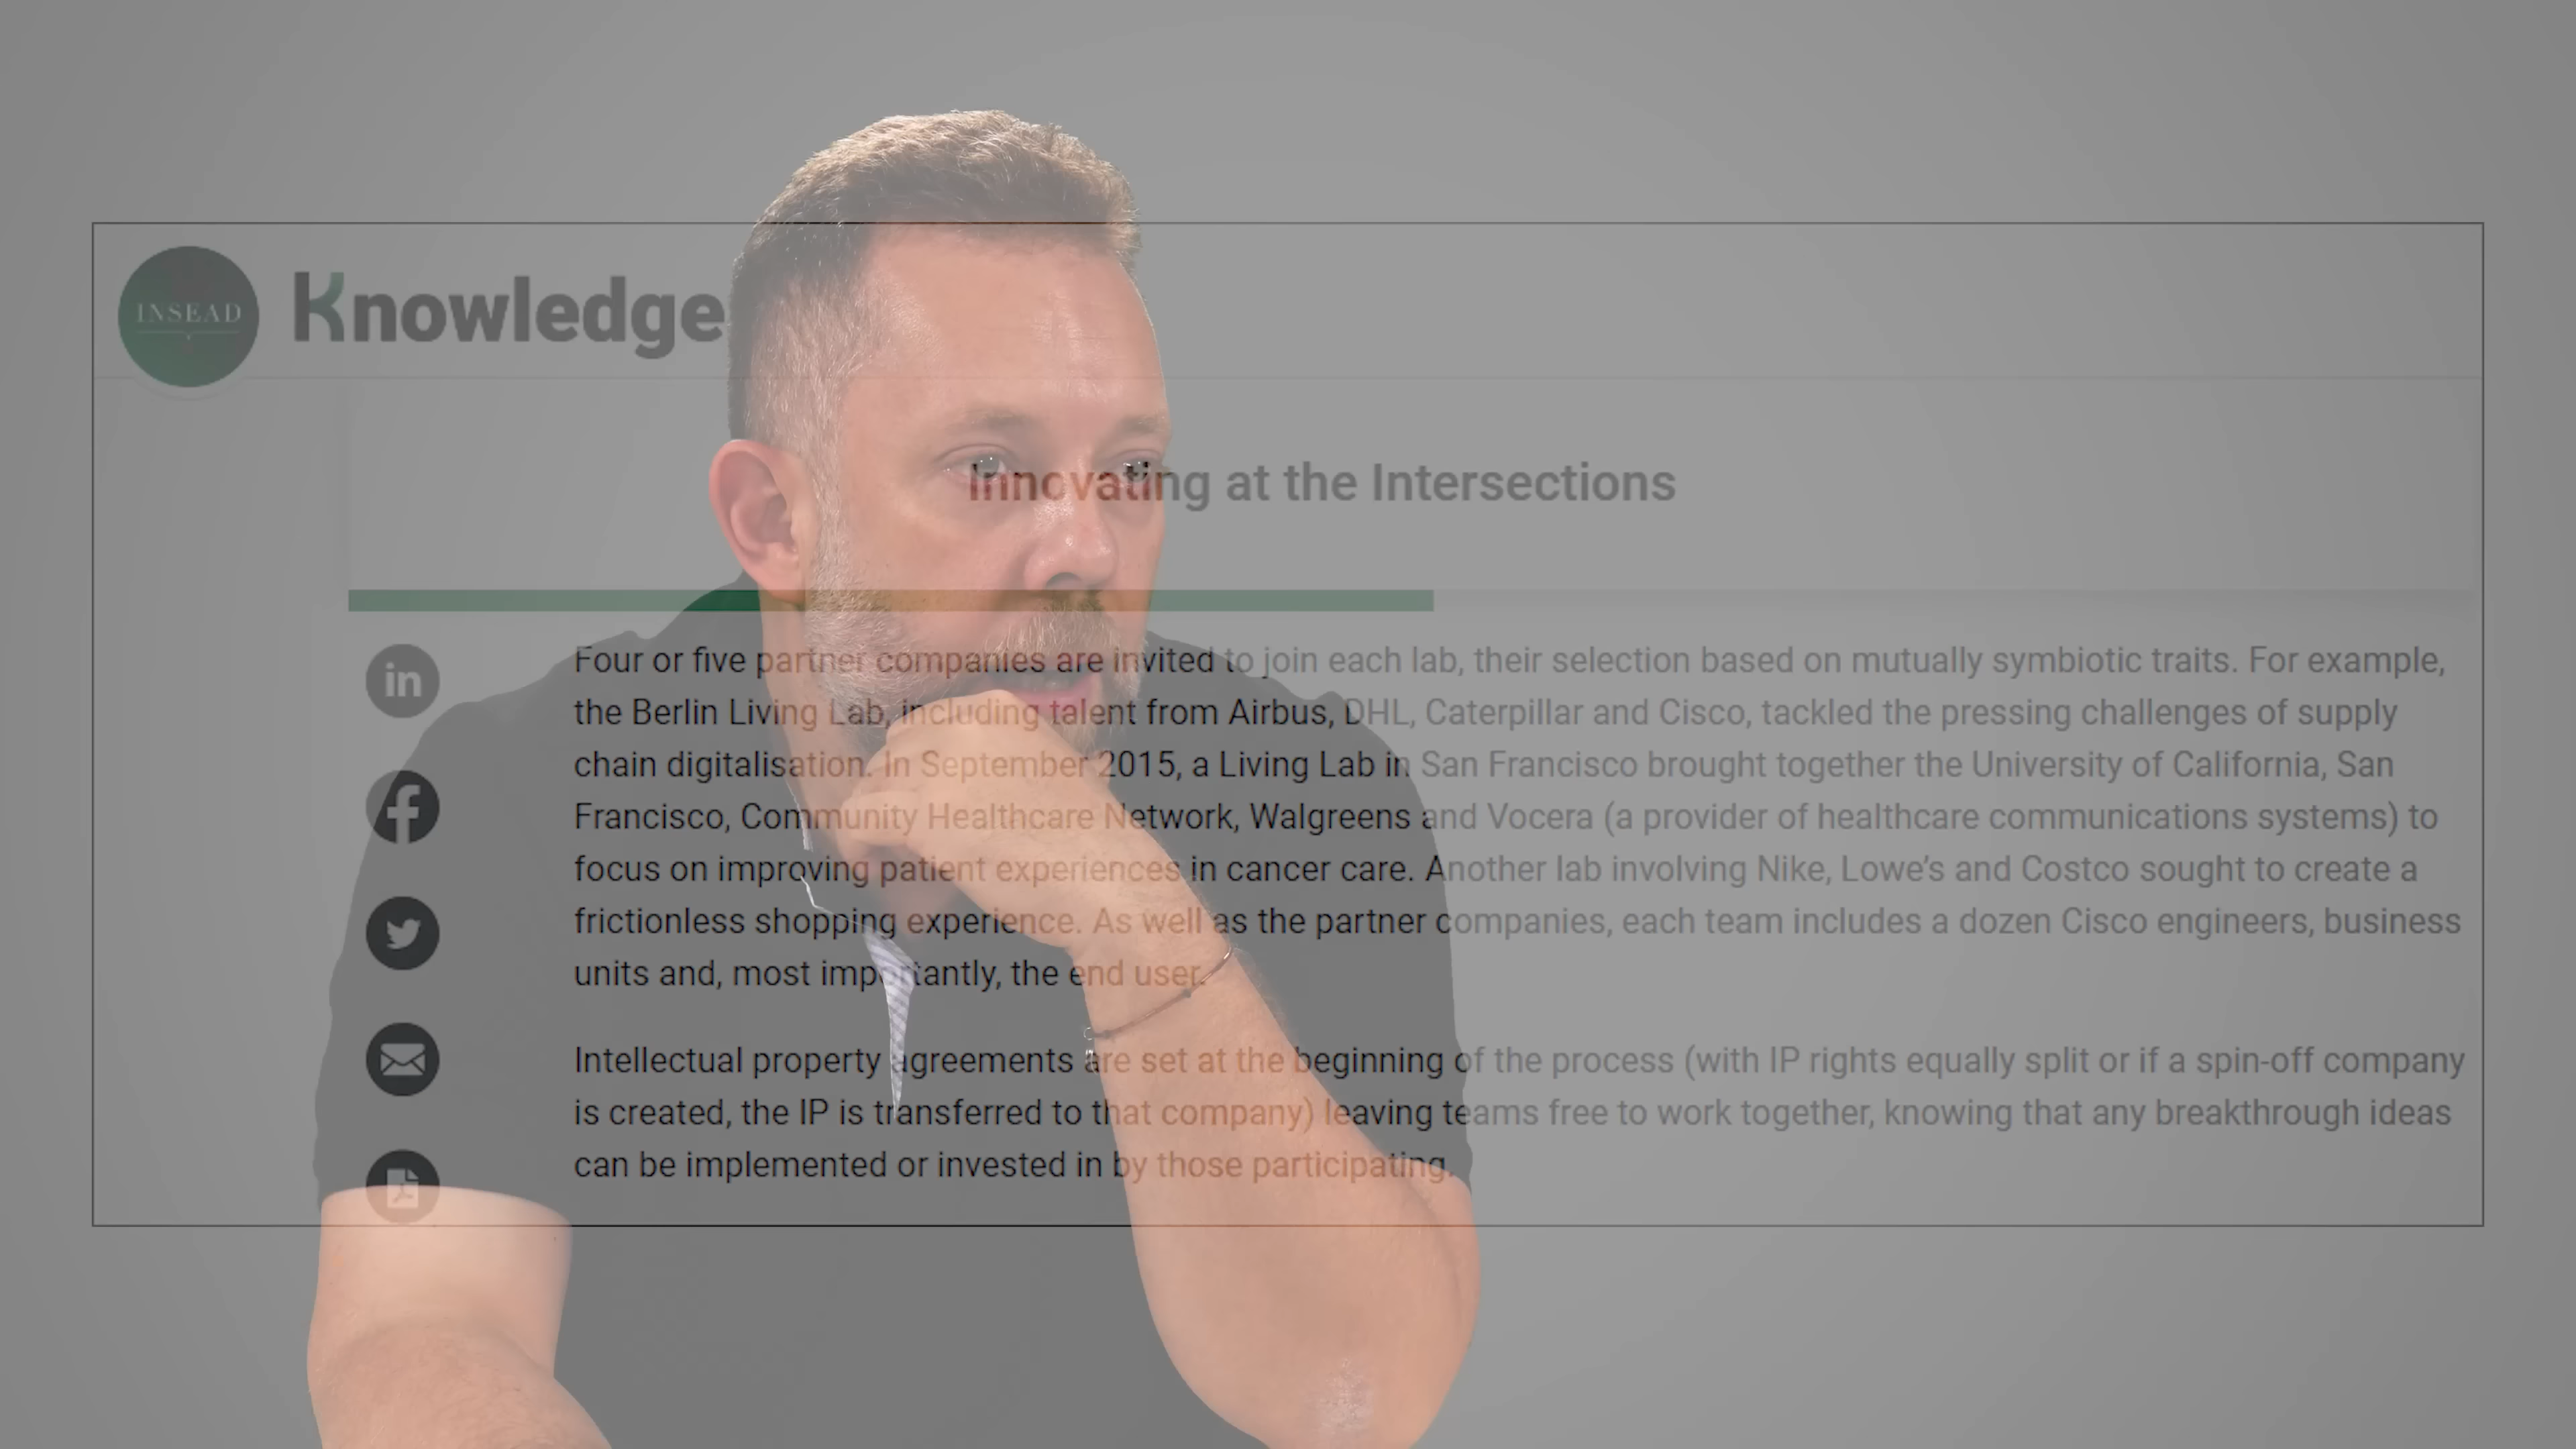 INSEAD
Knowledge
Innovating at the Intersections
in
Four or five partner companies are invited to join each lab, their selection based on mutually symbiotic traits. For example,
the Berlin Living Lab, including talent from Airbus, DHL, Caterpillar and Cisco, tackled the pressing challenges of supply
chain digitalisation. In September 2015, a Living Lab in San Francisco brought together the University of California, San
Francisco, Community Healthcare Network, Walgreens and Vocera (a provider of healthcare communications systems) to
focus on improving patient experiences in cancer care. Another lab involving Nike, Lowe’s and Costco sought to create a
frictionless shopping experience. As well as the partner companies, each team includes a dozen Cisco engineers, business
units and, most importantly, the end user.
Intellectual property agreements are set at the beginning of the process (with IP rights equally split or if a spin-off company
is created, the IP is transferred to that company) leaving teams free to work together, knowing that any breakthrough ideas
can be implemented or invested in by those participating.